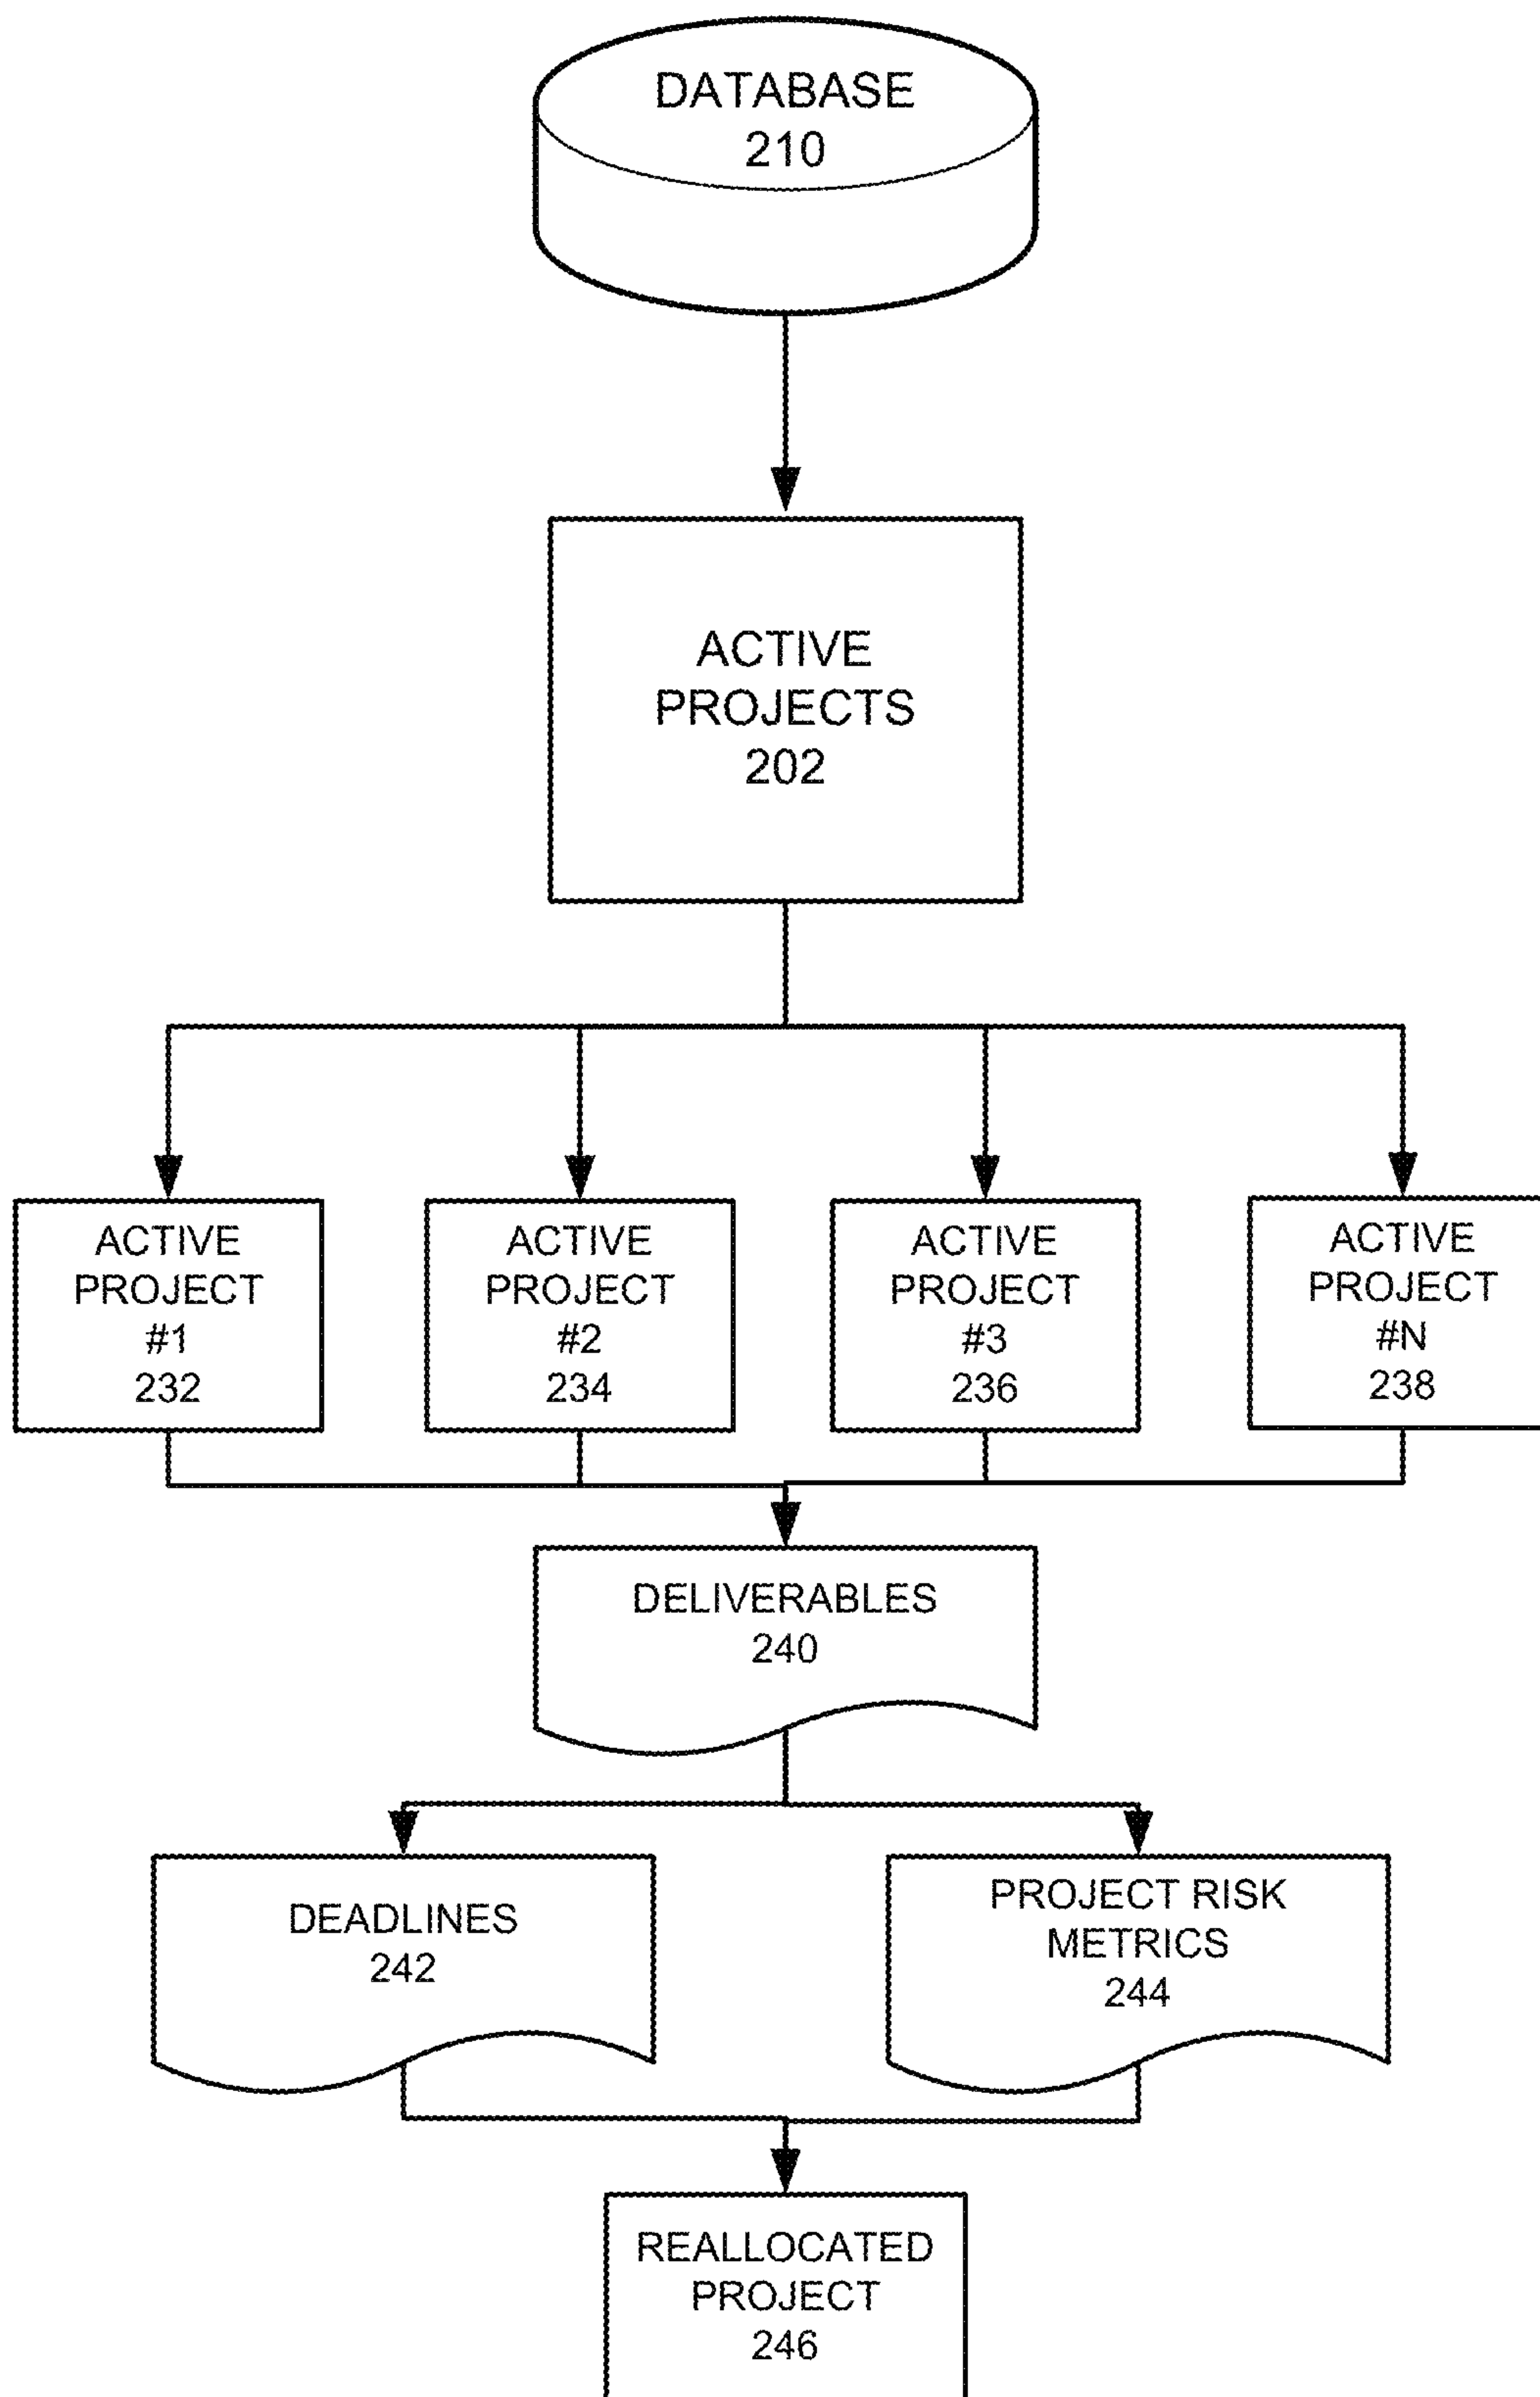 DATABASE
210
ACTIVE
PROJECTS
202
ACTIVE
PROJECT
#1
232
ACTIVE
PROJECT
#2
234
ACTIVE
PROJECT
#3
236
ACTIVE
PROJECT
#N
238
DELIVERABLES
240
DEADLINES
242
PROJECT RISK
METRICS
244
REALLOCATED
PROJECT
246